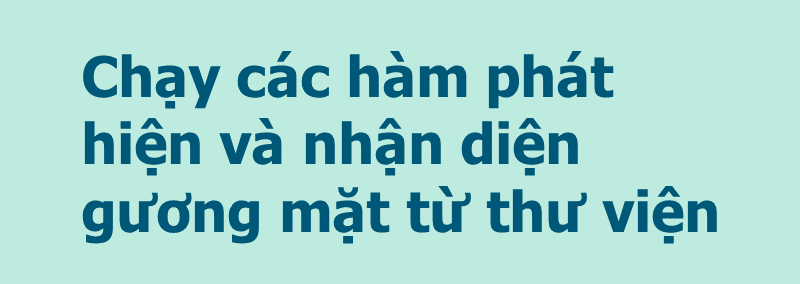 Chạy các hàm phát
hiện và nhận diện
gương mặt từ thư viện